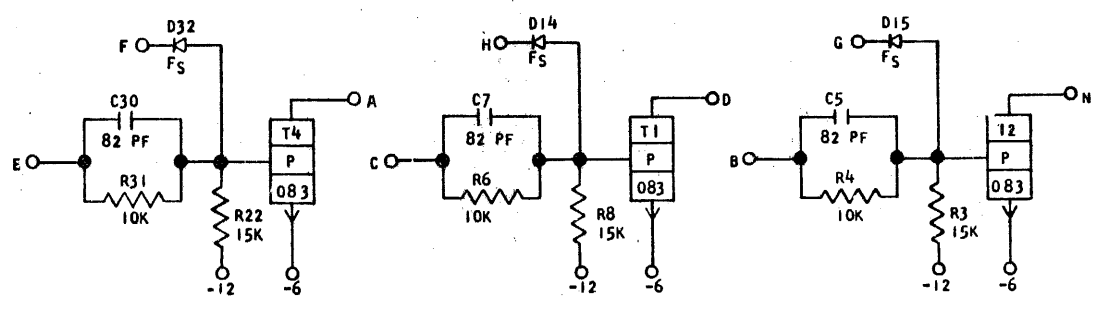 D32
F
FS
C30
82 PF
A
T4
E
P
R31
083
10K
R22
15K
-12
-6
D14
H
FS
C7
82 PF
D
T1
C
P
R6
083
10K
R8
15K
-12
-6
D15
G
FS
C5
82 PF
N
T2
B
P
R4
083
10K
R3
15K
-12
-6